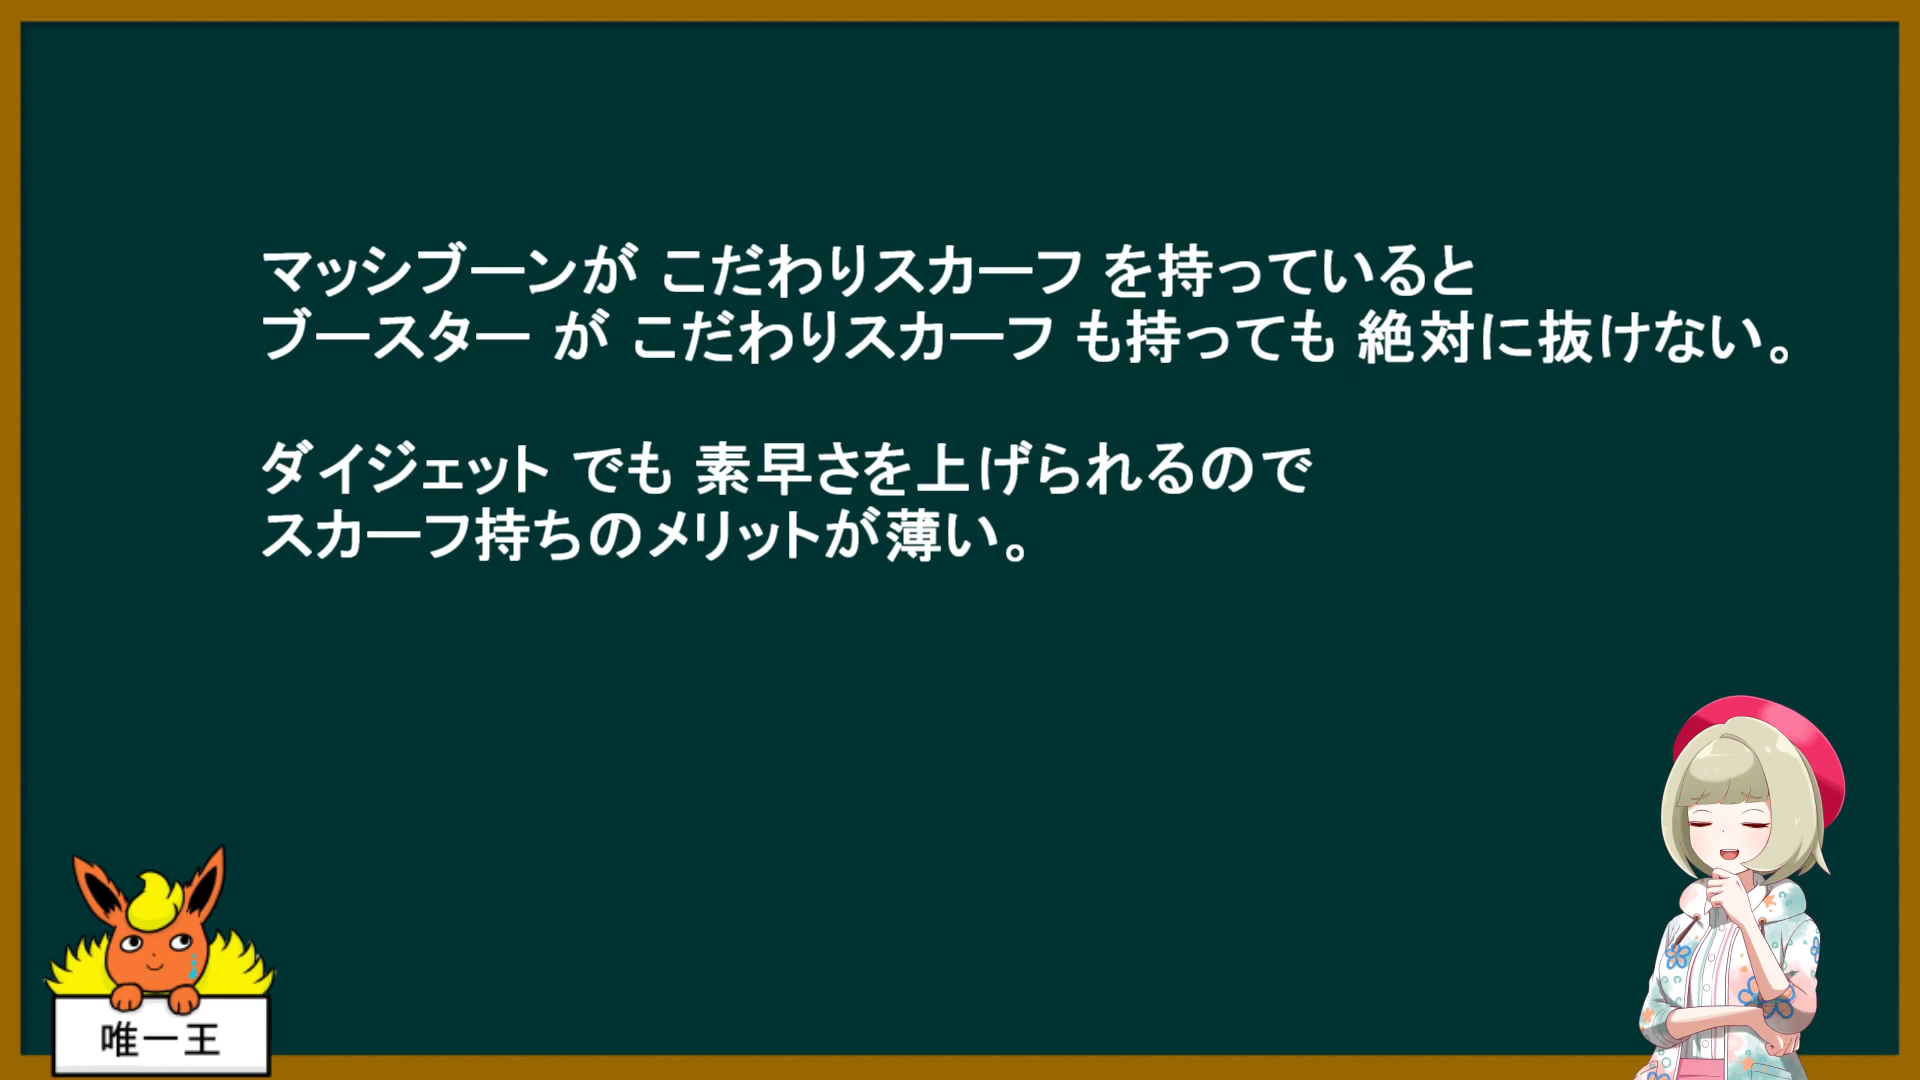 マッシブーンが こだわりスカーフ を持っていると
ブースター が こだわりスカーフ も持っても 絶対に抜けない。
ダイジェット でも 素早さを上げられるので
スカーフ持ちのメリットが薄い。
唯一王